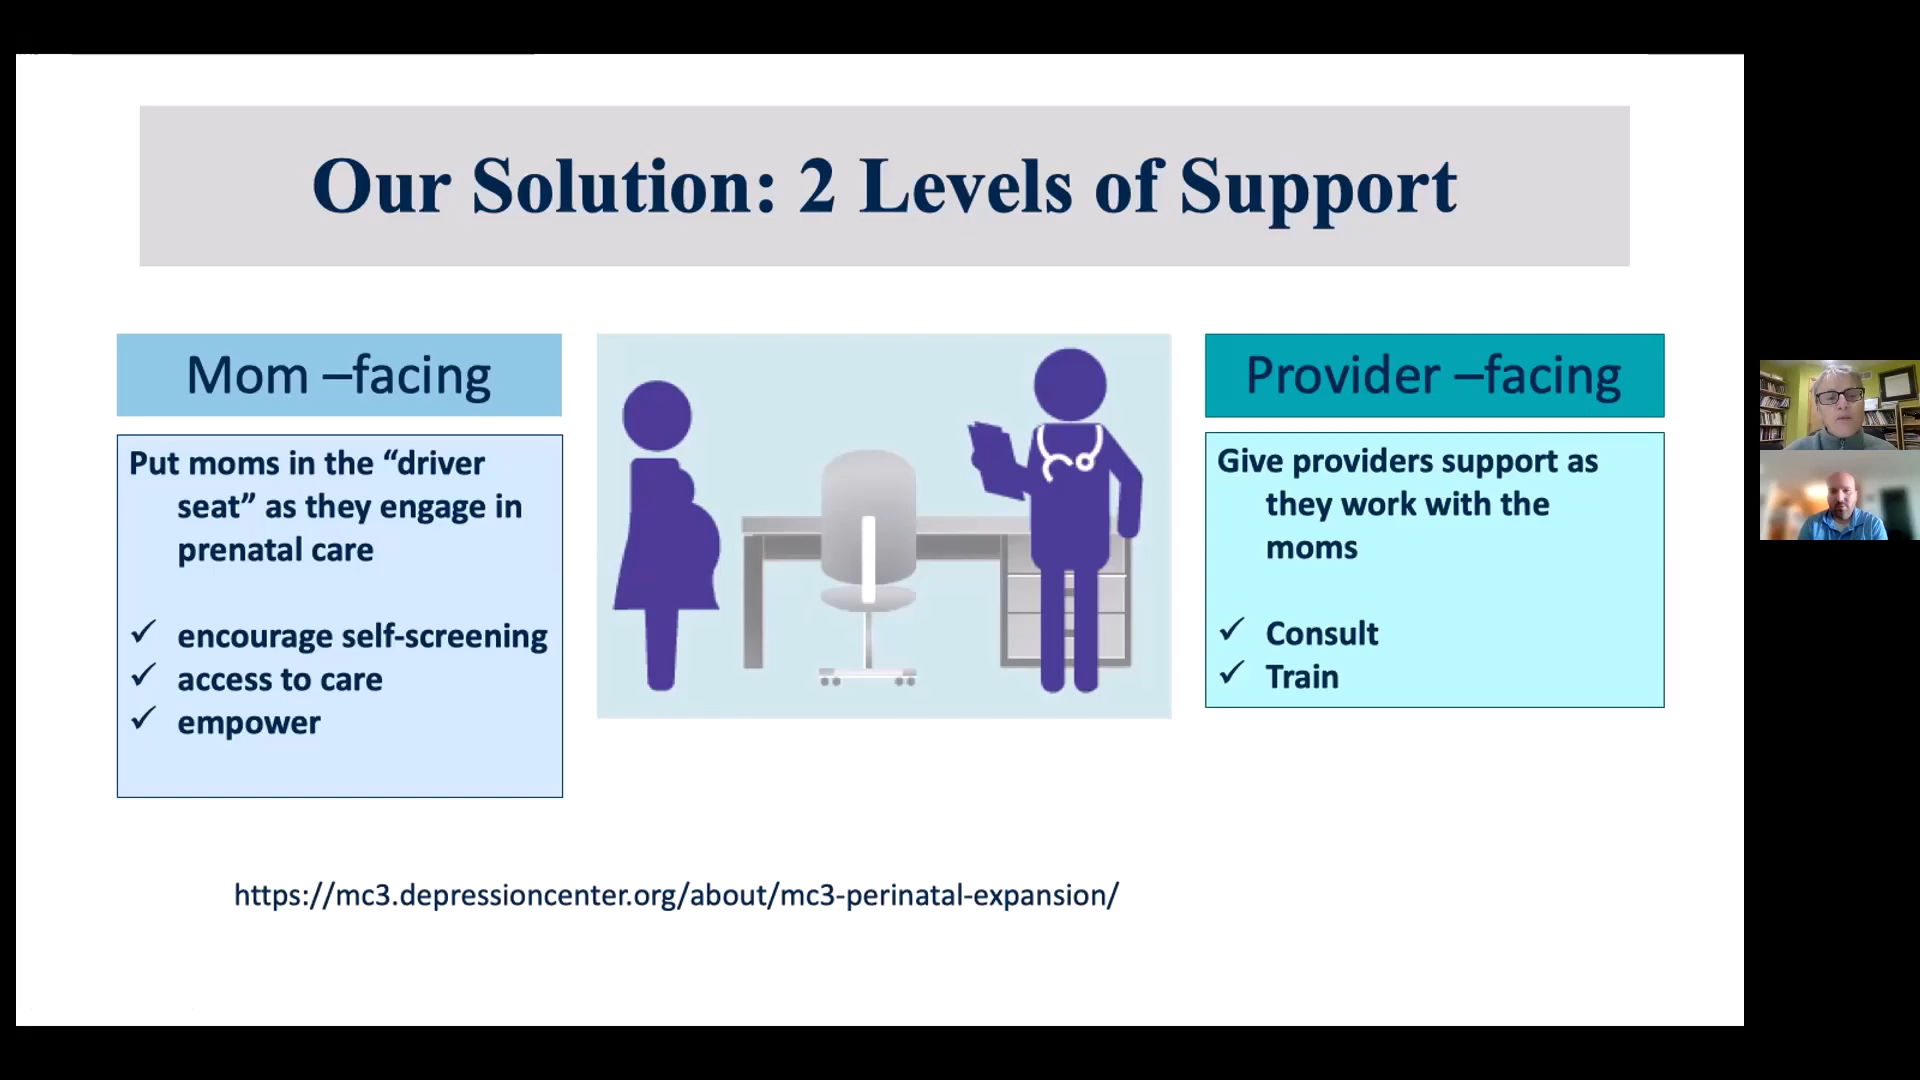 Our Solution: 2 Levels of Support
Mom –facing
Put moms in the “driver
seat” as they engage in
prenatal care
✓ encourage self-screening
✓ access to care
✓ empower
Provider –facing
Give providers support as
they work with the
moms
✓ Consult
✓ Train
https://mc3.depressioncenter.org/about/mc3-perinatal-expansion/